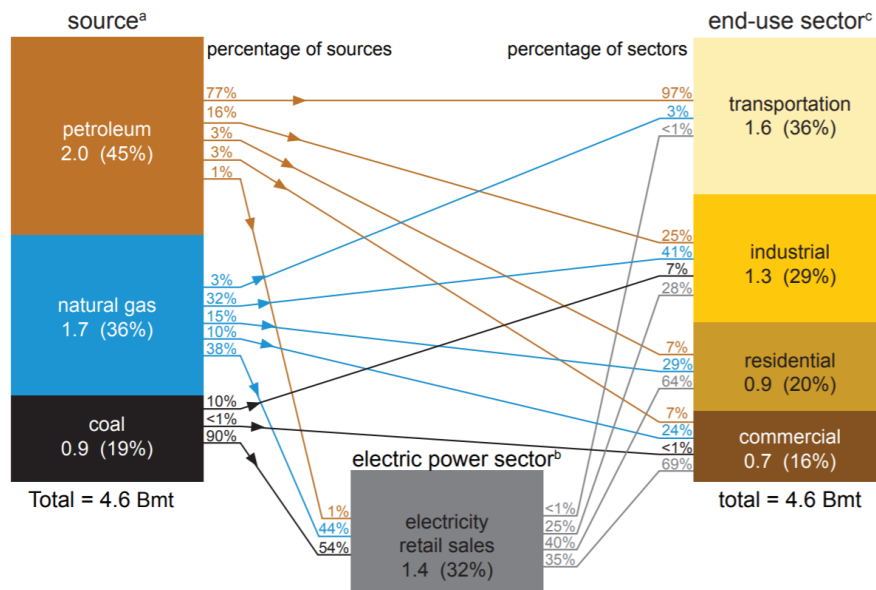 sourceᵃ
end-use sectorᶜ
percentage of sources
percentage of sectors
petroleum
2.0 (45%)
77%
16%
3%
3%
1%
natural gas
1.7 (36%)
3%
32%
15%
10%
38%
coal
0.9 (19%)
10%
<1%
90%
Total = 4.6 Bmt
electric power sectorᵇ
1%
44%
54%
electricity
retail sales
1.4 (32%)
<1%
25%
40%
35%
97%
3%
<1%
transportation
1.6 (36%)
25%
41%
7%
28%
industrial
1.3 (29%)
7%
29%
64%
residential
0.9 (20%)
7%
24%
<1%
69%
commercial
0.7 (16%)
total = 4.6 Bmt